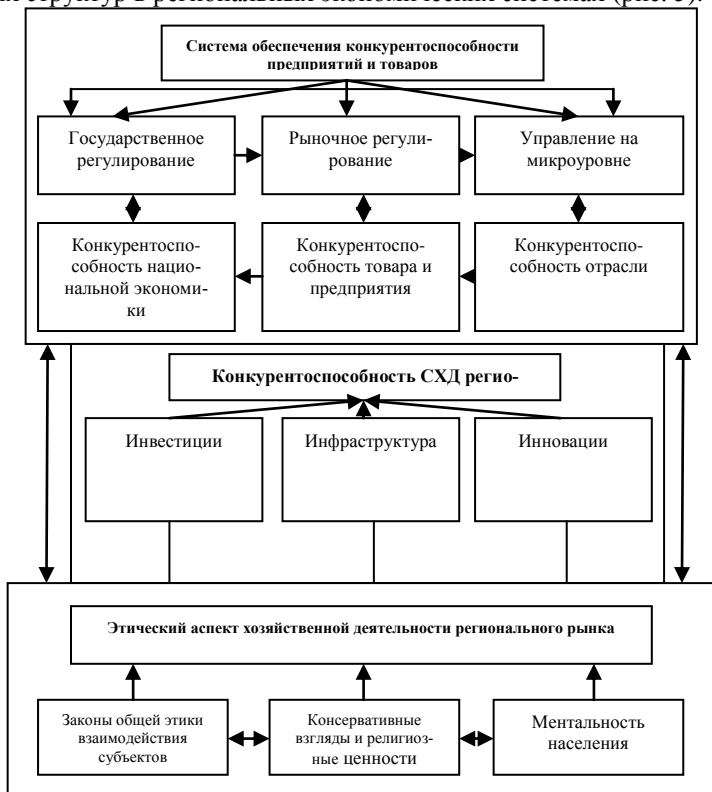 х структур в региональных экономических системах (рис. 3).
Система обеспечения конкурентоспособности
предприятий и товаров
Государственное
регулирование
Рыночное регули-
рование
Управление на
микроуровне
Конкурентоспо-
собность нацио-
нальной экономи-
ки
Конкурентоспо-
собность товара и
предприятия
Конкурентоспо-
собность отрасли
Конкурентоспособность СХД регио-
Инвестиции
Инфраструктура
Инновации
Этический аспект хозяйственной деятельности регионального рынка
Законы общей этики
взаимодействия
субъектов
Консервативные
взгляды и религиоз-
ные ценности
Ментальность
населения